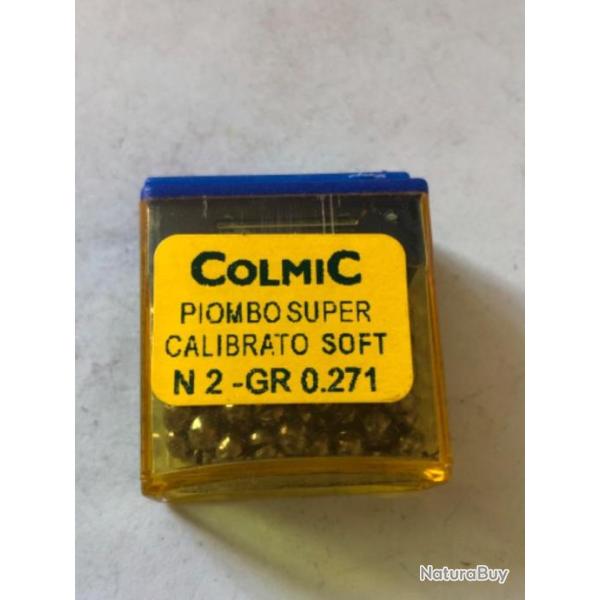 COLMIC
PIOMBO SUPER
CALIBRATO SOFT
N 2 - GR 0.271
NaturaBuy